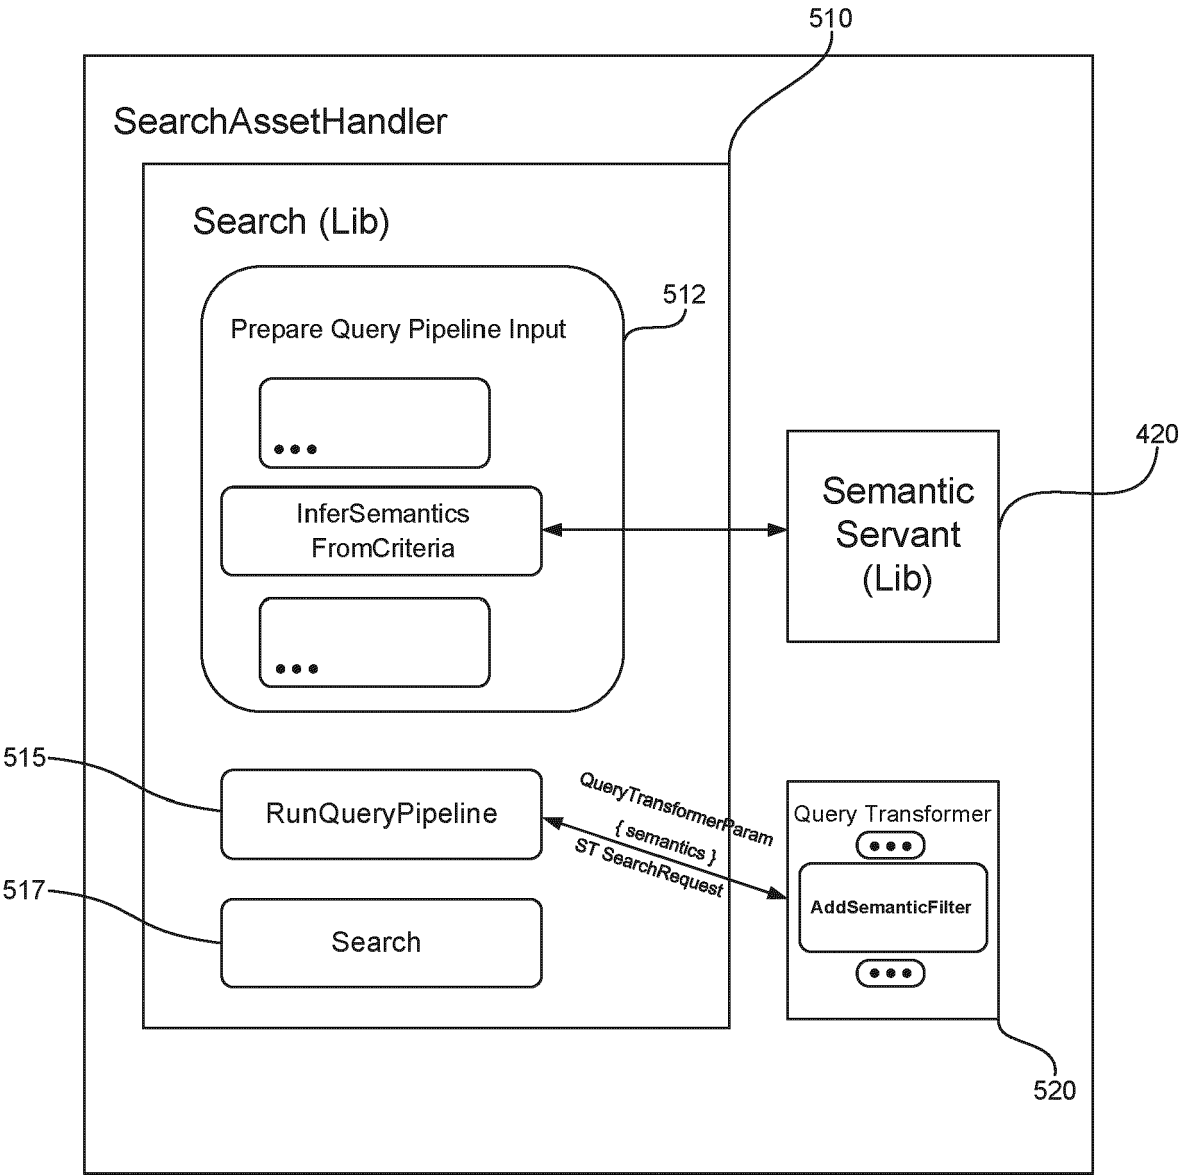 510
SearchAssetHandler
Search (Lib)
512
Prepare Query Pipeline Input
•••
420
InferSemantics
FromCriteria
Semantic
Servant
(Lib)
•••
515
RunQueryPipeline
QueryTransformerParam
{ semantics }
ST SearchRequest
Query Transformer
•••
AddSemanticFilter
•••
517
Search
520